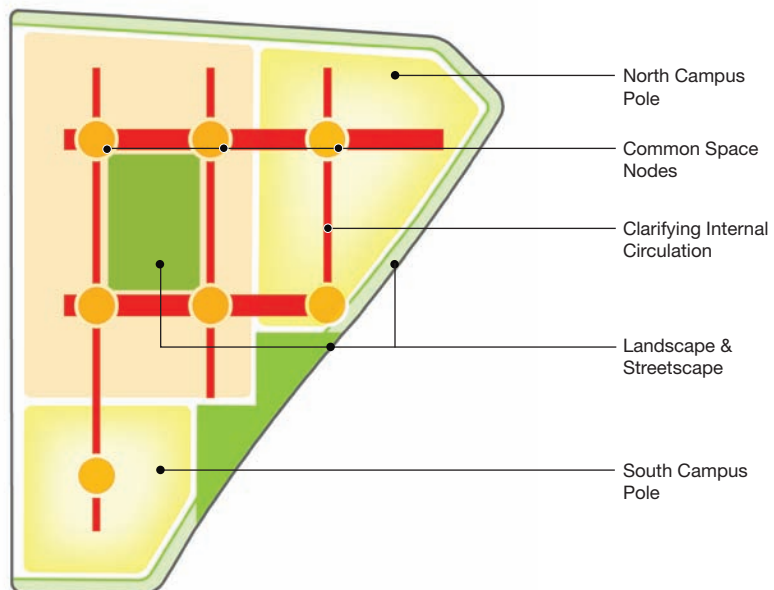 North Campus
Pole
Common Space
Nodes
Clarifying Internal
Circulation
Landscape &
Streetscape
South Campus
Pole